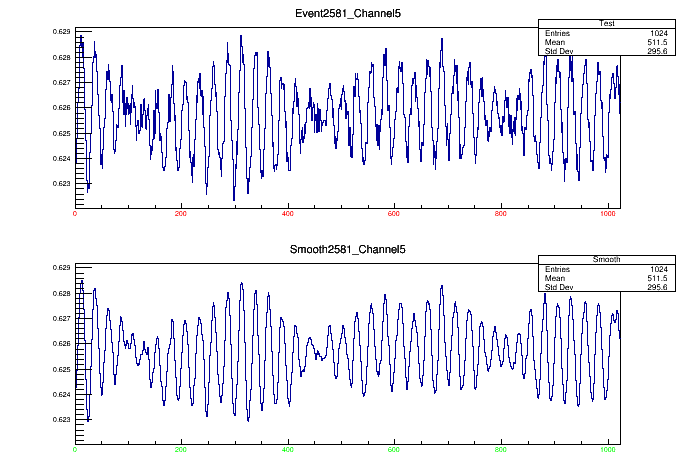 Event2581_Channel5
Test
Entries 1024
Mean 511.5
Std Dev 295.6
0.629
0.628
0.627
0.626
0.625
0.624
0.623
0 200 400 600 800 1000
Smooth2581_Channel5
Smooth
Entries 1024
Mean 511.5
Std Dev 295.6
0.629
0.628
0.627
0.626
0.625
0.624
0.623
0 200 400 600 800 1000